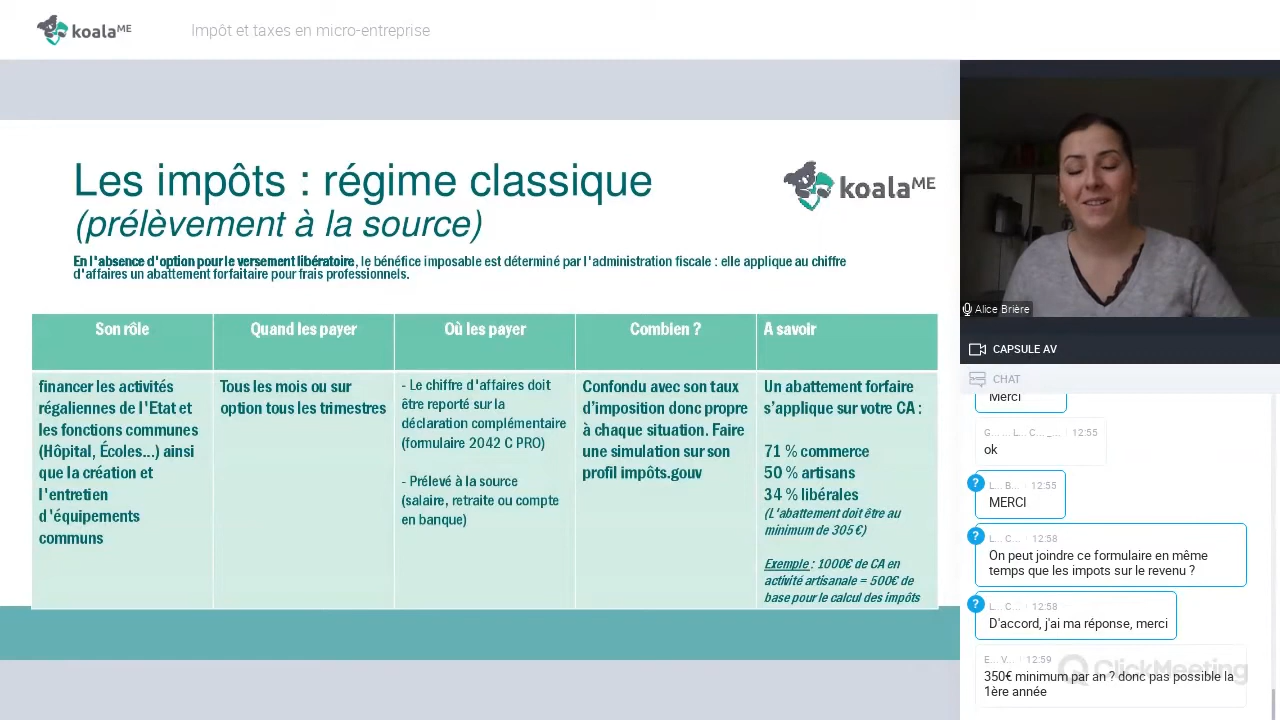 koala ME
Impôt et taxes en micro-entreprise
Les impôts : régime classique
(prélèvement à la source)
koala ME
En l'absence d'option pour le versement libératoire, le bénéfice imposable est déterminé par l'administration fiscale : elle applique au chiffre
d'affaires un abattement forfaitaire pour frais professionnels.
Son rôle
Quand les payer
Où les payer
Combien ?
A savoir
financer les activités
régaliennes de l'Etat et
les fonctions communes
(Hôpital, Écoles...) ainsi
que la création et
l'entretien
d'équipements
communs
Tous les mois ou sur
option tous les trimestres
- Le chiffre d'affaires doit
être reporté sur la
déclaration complémentaire
(formulaire 2042 C PRO)
- Prélevé à la source
(salaire, retraite ou compte
en banque)
Confondu avec son taux
d'imposition donc propre
à chaque situation. Faire
une simulation sur son
profil impôts.gouv
Un abattement forfaire
s'applique sur votre CA :
71 % commerce
50 % artisans
34 % libérales
(L'abattement doit être au
minimum de 305 €)
Exemple : 1000€ de CA en
activité artisanale = 500€ de
base pour le calcul des impôts
Alice Brière
CAPSULE AV
CHAT
Merci
G... ... L... C... _... 12:55
ok
? L... B... 12:55
MERCI
? L... C... 12:58
On peut joindre ce formulaire en même
temps que les impots sur le revenu ?
? L... C... 12:58
D'accord, j'ai ma réponse, merci
E... V... 12:59
350€ minimum par an ? donc pas possible la
1ère année
ClickMeeting